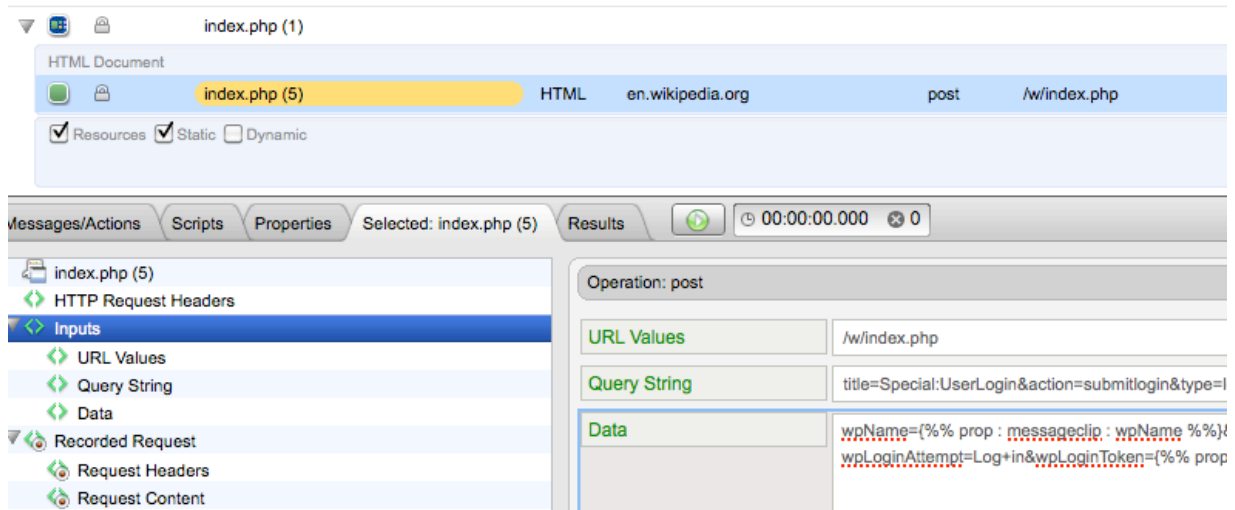 index.php (1)
HTML Document
index.php (5) HTML en.wikipedia.org post /w/index.php
Resources Static Dynamic
Messages/Actions Scripts Properties Selected: index.php (5) Results 00:00:00.000 0
index.php (5)
HTTP Request Headers
Inputs
URL Values
Query String
Data
Recorded Request
Request Headers
Request Content
Operation: post
URL Values /w/index.php
Query String title=Special:UserLogin&action=submitlogin&type=l
Data wpName={%% prop : messageclip : wpName %%}&
wpLoginAttempt=Log+in&wpLoginToken={%% prop